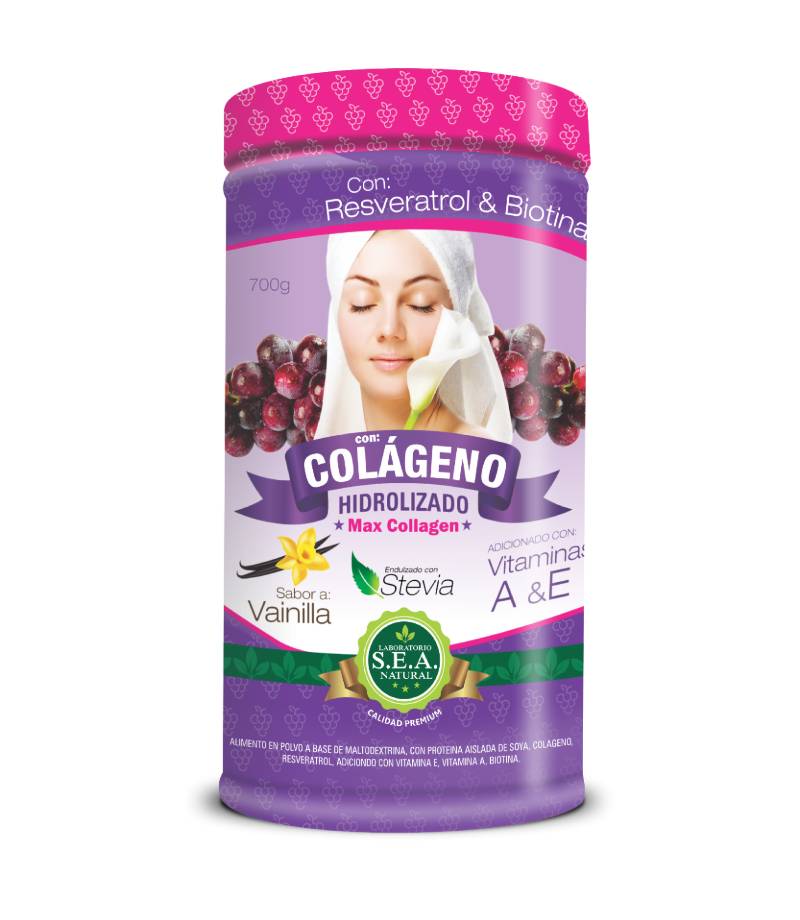 Con:
Resveratrol & Biotina
700g
con:
COLÁGENO
HIDROLIZADO
★ Max Collagen ★
Sabor a:
Vainilla
Endulzado con
Stevia
ADICIONADO CON:
Vitaminas
A & E
LABORATORIO
S.E.A.
NATURAL
CALIDAD PREMIUM
ALIMENTO EN POLVO A BASE DE MALTODEXTRINA, CON PROTEINA AISLADA DE SOYA, COLAGENO,
RESVERATROL, ADICIONDO CON VITAMINA E, VITAMINA A, BIOTINA.